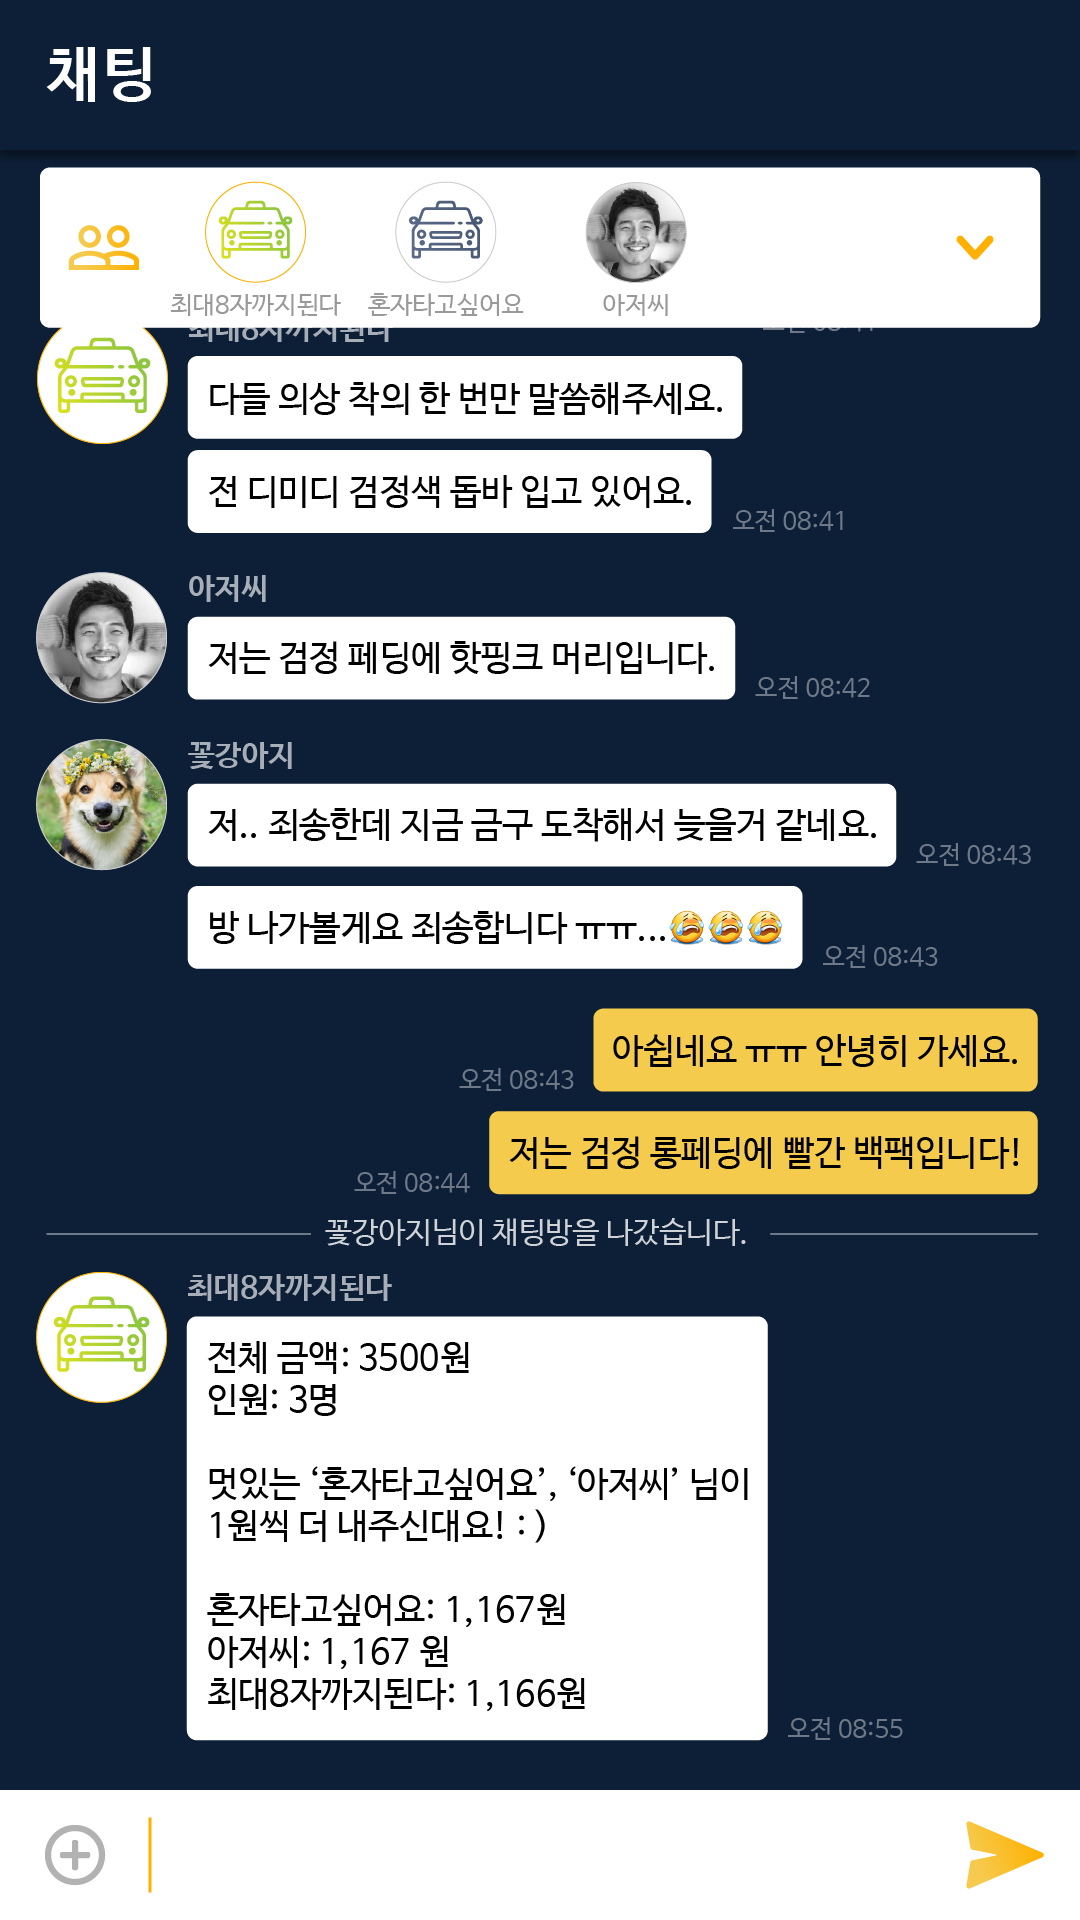 채팅
최대8자까지된다
혼자타고싶어요
아저씨
최대8자까지된다
다들 의상 착의 한 번만 말씀해주세요.
전 디미디 검정색 돕바 입고 있어요.
오전 08:41
아저씨
저는 검정 페딩에 핫핑크 머리입니다.
오전 08:42
꽃강아지
저.. 죄송한데 지금 금구 도착해서 늦을거 같네요.
오전 08:43
방 나가볼게요 죄송합니다 ㅠㅠ...😭😭😭
오전 08:43
아쉽네요 ㅠㅠ 안녕히 가세요.
오전 08:43
저는 검정 롱페딩에 빨간 백팩입니다!
오전 08:44
꽃강아지님이 채팅방을 나갔습니다.
최대8자까지된다
전체 금액: 3500원
인원: 3명
멋있는 ‘혼자타고싶어요’, ‘아저씨’ 님이
1원씩 더 내주신대요! : )
혼자타고싶어요: 1,167원
아저씨: 1,167 원
최대8자까지된다: 1,166원
오전 08:55